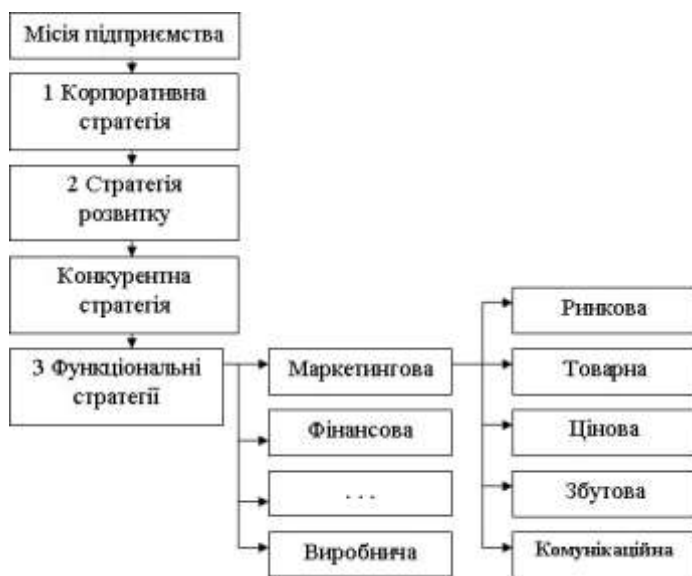 Місія підприємства
1 Корпоративна
стратегія
2 Стратегія
розвитку
Конкурентна
стратегія
3 Функціональні
стратегії
Маркетингова
Фінансова
. . .
Виробнича
Ринкова
Товарна
Цінова
Збутова
Комунікаційна